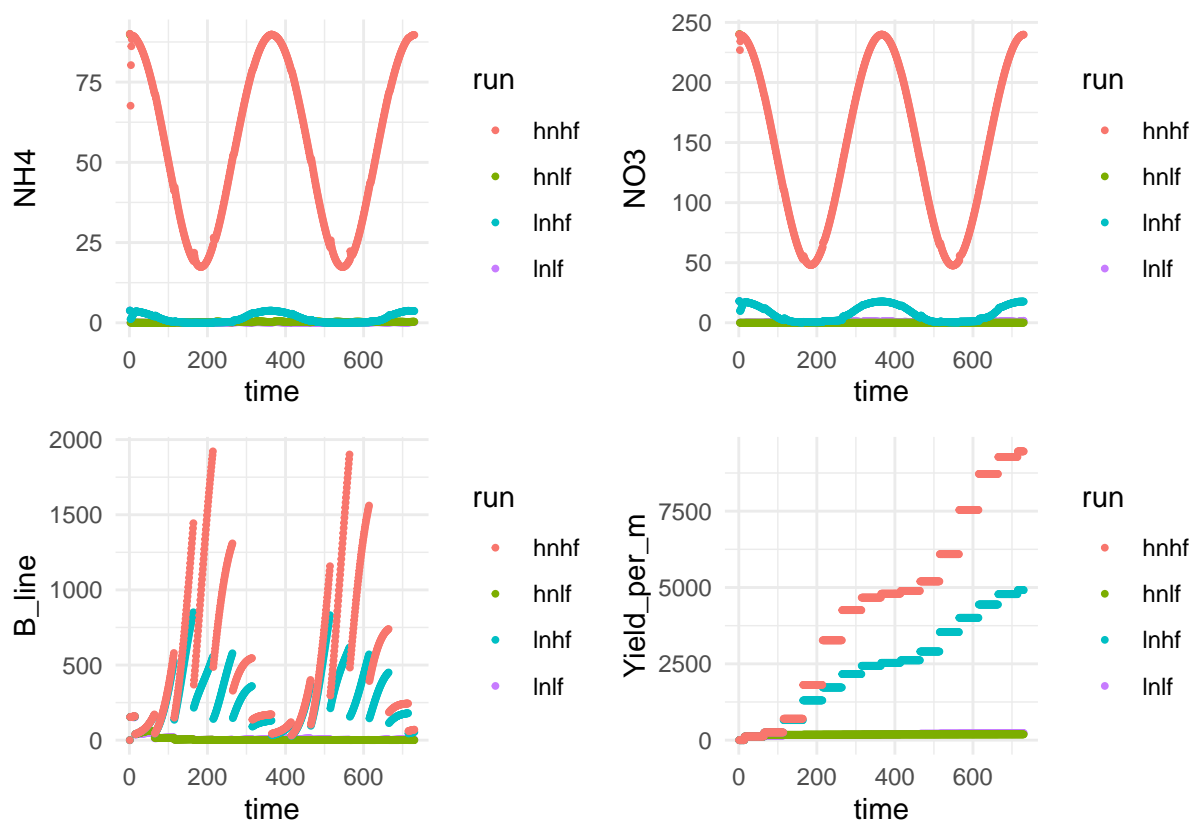 NH4
75
50
25
0
0
200
400
600
time
run
hnhf
hnlf
lnhf
lnlf
NO3
250
200
150
100
50
0
0
200
400
600
time
run
hnhf
hnlf
lnhf
lnlf
B_line
2000
1500
1000
500
0
0
200
400
600
time
run
hnhf
hnlf
lnhf
lnlf
Yield_per_m
7500
5000
2500
0
0
200
400
600
time
run
hnhf
hnlf
lnhf
lnlf